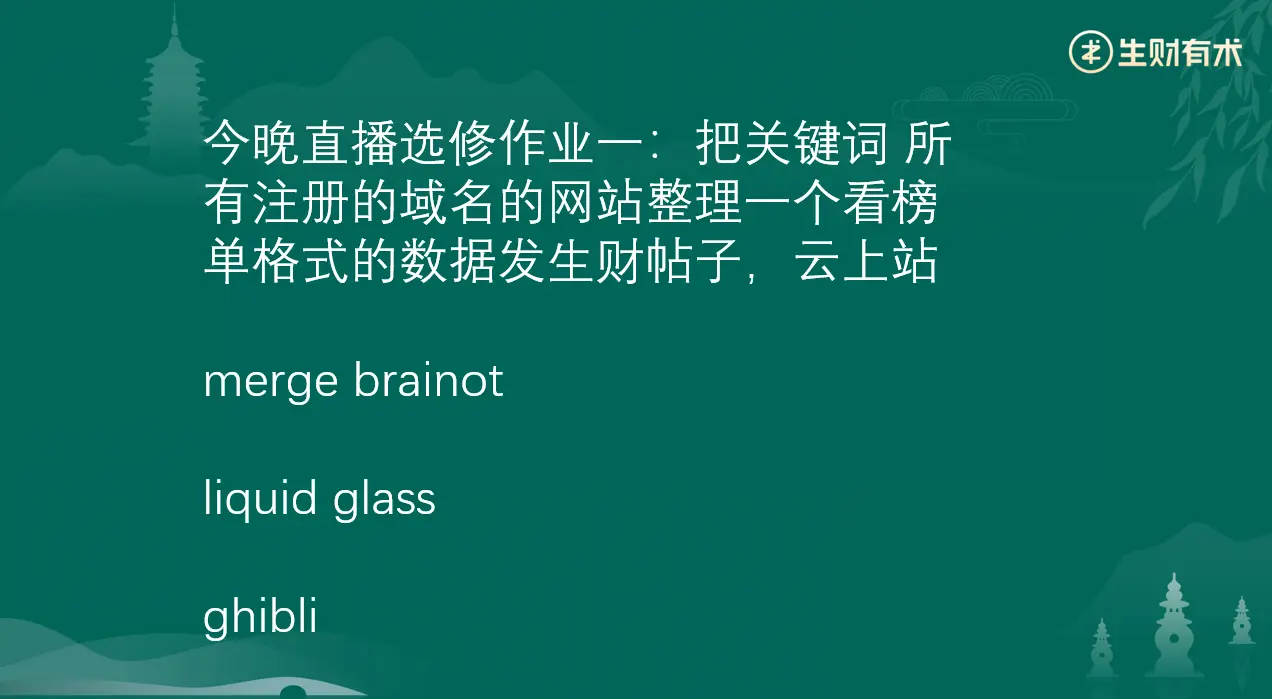 生财有术
今晚直播选修作业一：把关键词 所
有注册的域名的网站整理一个看榜
单格式的数据发生财帖子，云上站
merge brainot
liquid glass
ghibli